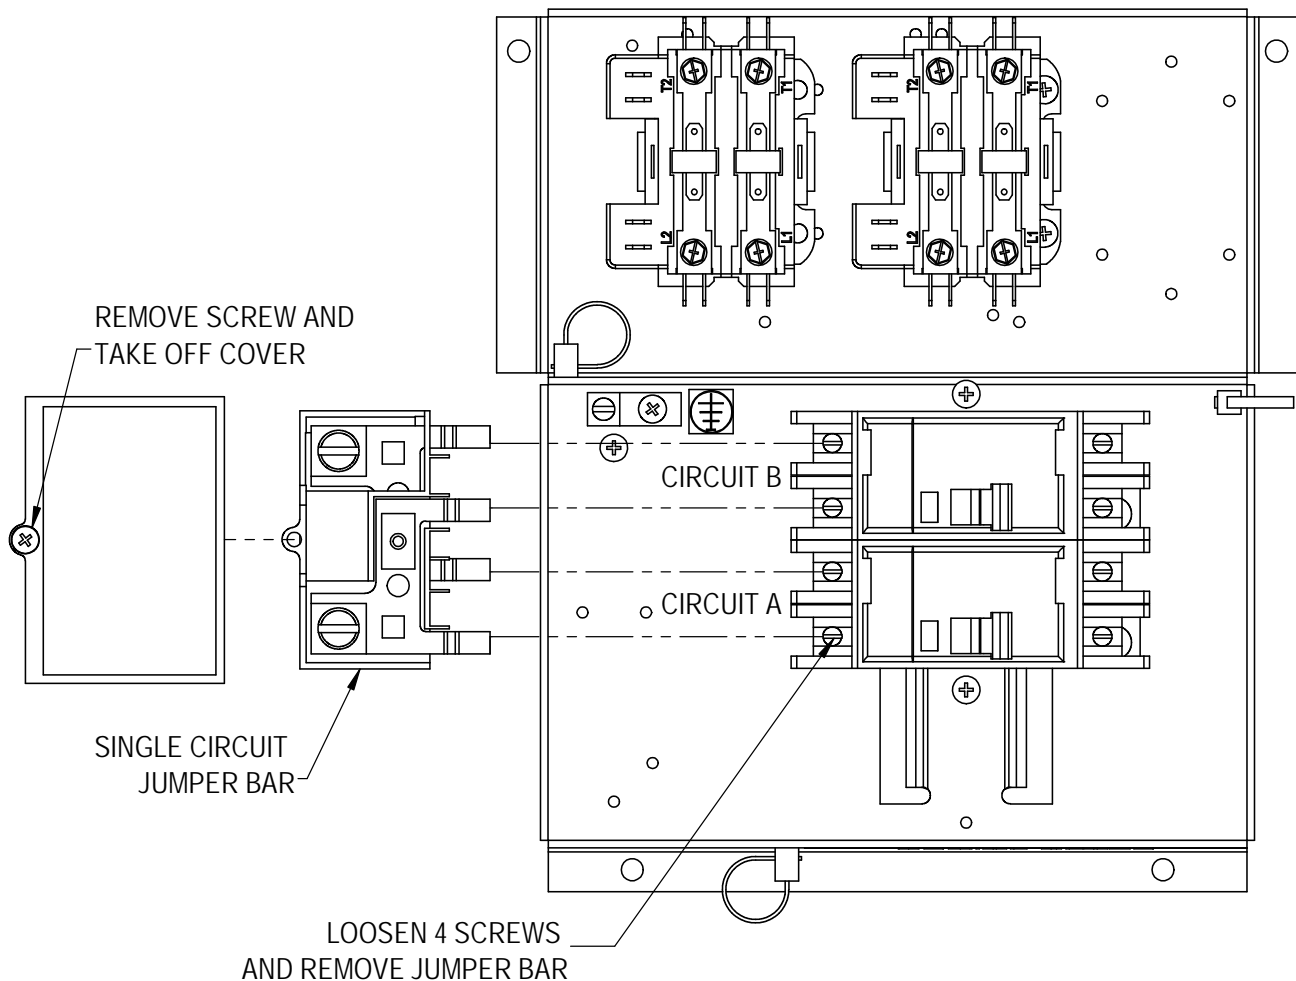 T2
T1
T2
T1
L2
L1
L2
L1
REMOVE SCREW AND
TAKE OFF COVER
CIRCUIT B
CIRCUIT A
SINGLE CIRCUIT
JUMPER BAR
LOOSEN 4 SCREWS
AND REMOVE JUMPER BAR